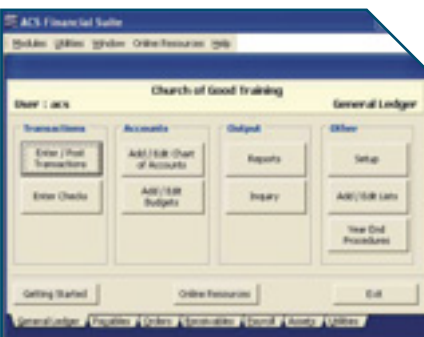 ACS Financial Suite
Modules Utilities Window Online Resources Help
Church of Good Training
User : acs General Ledger
Transactions Accounts Output Other
Enter / Post Transactions
Add / Edit Chart of Accounts
Reports
Setup
Enter Checks
Add / Edit Budgets
Inquiry
Add / Edit Lists
Year End Procedures
Getting Started Online Resources Exit
General Ledger Payables Orders Receivables Payroll Assets Utilities